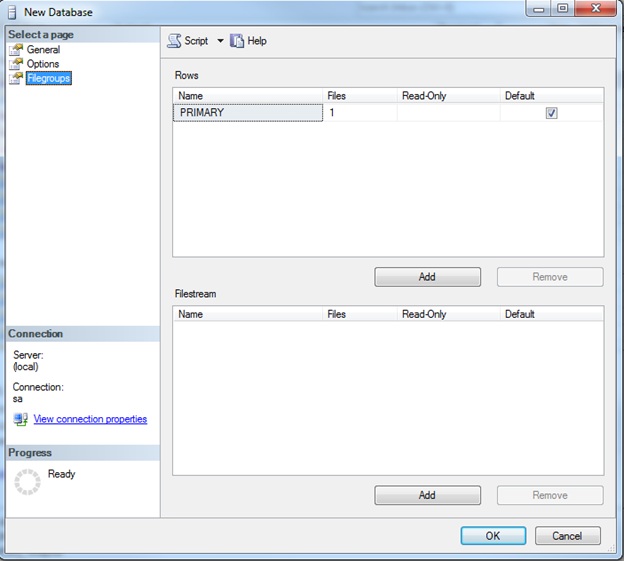 New Database
Select a page
General
Options
Filegroups
Script Help
Rows
Name Files Read-Only Default
PRIMARY 1
Add Remove
Filestream
Name Files Read-Only Default
Connection
Server:
(local)
Connection:
sa
View connection properties
Progress
Ready
Add Remove
OK Cancel